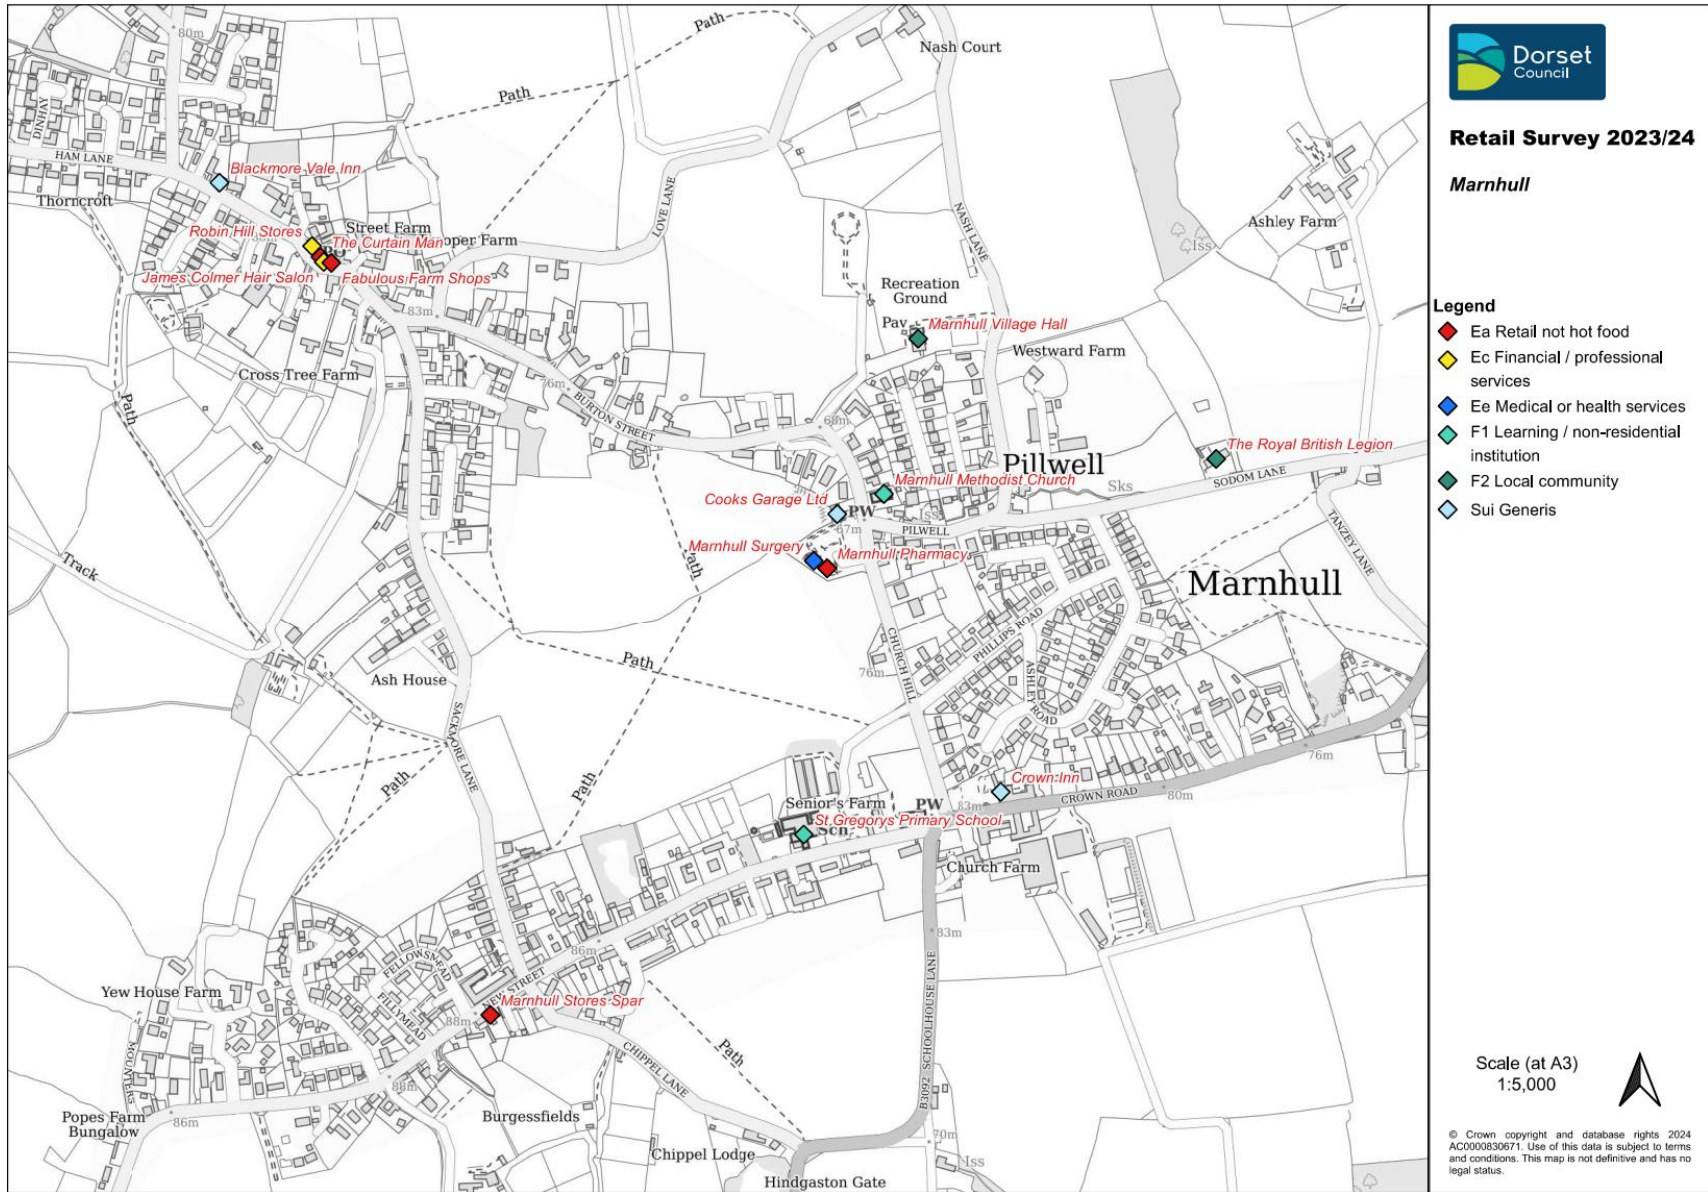 80m
Path
Nash Court
DINHAY
Path
HAM LANE
Blackmore Vale Inn
Thorncroft
LOVE LANE
NASH LANE
Ashley Farm
Iss
Street Farm
Robin Hill Stores
The Curtain Man
oper Farm
James Colmer Hair Salon
Fabulous Farm Shops
Recreation
Ground
83m
Pav
Marnhull Village Hall
Westward Farm
Cross Tree Farm
76m
Path
BURTON STREET
68m
The Royal British Legion
Pillwell
SODOM LANE
Marnhull Methodist Church
Sks
Cooks Garage Ltd
PW
Iss
67m
PILWELL
TANZEY LANE
Marnhull Surgery
Marnhull Pharmacy
Path
Track
Marnhull
PHILLIPS ROAD
CHURCH HILL
Path
76m
Ash House
ASHLEY ROAD
SACKMORE LANE
76m
Path
Path
Crown Inn
CROWN ROAD
80m
Senior's Farm
PW
83m
St Gregorys Primary School
Sch
Church Farm
83m
86m
FELLOWSMEAD
Yew House Farm
STREET
Marnhull Stores Spar
FILLYMEAD
88m
B3092 SCHOOLHOUSE LANE
MOUNTERS
CHIPPEL LANE
Path
88m
Popes Farm
Bungalow
86m
Burgessfields
Chippel Lodge
70m
Iss
Hindgaston Gate
Dorset
Council
Retail Survey 2023/24
Marnhull
Legend
Ea Retail not hot food
Ec Financial / professional
services
Ee Medical or health services
F1 Learning / non-residential
institution
F2 Local community
Sui Generis
Scale (at A3)
1:5,000
© Crown copyright and database rights 2024
AC0000830671. Use of this data is subject to terms
and conditions. This map is not definitive and has no
legal status.